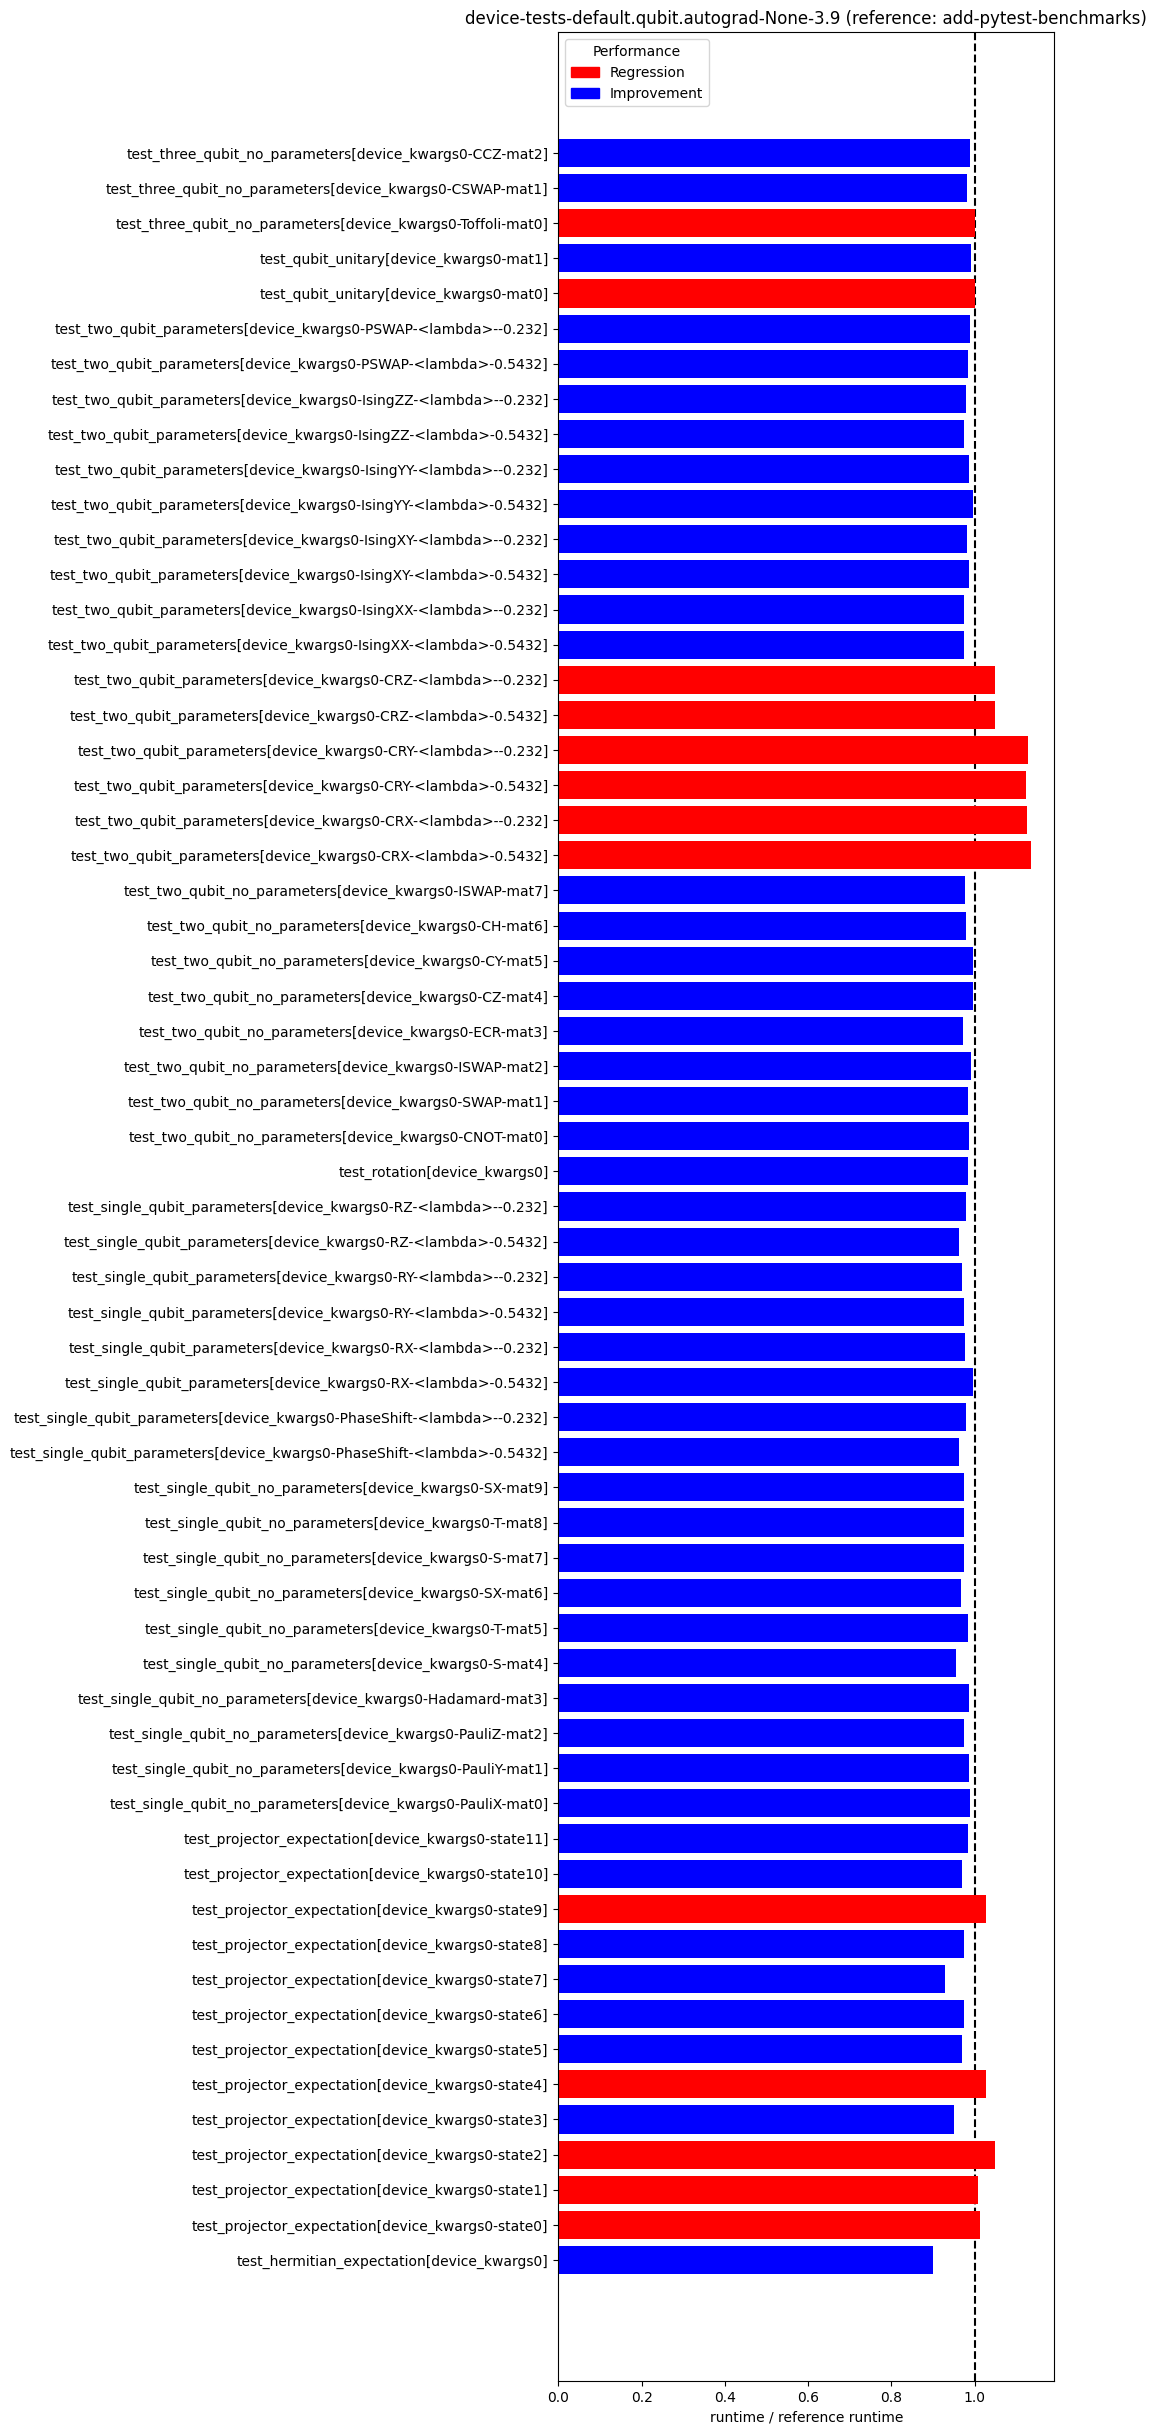 device-tests-default.qubit.autograd-None-3.9 (reference: add-pytest-benchmarks)
Performance
Regression
Improvement
test_three_qubit_no_parameters[device_kwargs0-CCZ-mat2]
test_three_qubit_no_parameters[device_kwargs0-CSWAP-mat1]
test_three_qubit_no_parameters[device_kwargs0-Toffoli-mat0]
test_qubit_unitary[device_kwargs0-mat1]
test_qubit_unitary[device_kwargs0-mat0]
test_two_qubit_parameters[device_kwargs0-PSWAP-<lambda>--0.232]
test_two_qubit_parameters[device_kwargs0-PSWAP-<lambda>-0.5432]
test_two_qubit_parameters[device_kwargs0-IsingZZ-<lambda>--0.232]
test_two_qubit_parameters[device_kwargs0-IsingZZ-<lambda>-0.5432]
test_two_qubit_parameters[device_kwargs0-IsingYY-<lambda>--0.232]
test_two_qubit_parameters[device_kwargs0-IsingYY-<lambda>-0.5432]
test_two_qubit_parameters[device_kwargs0-IsingXY-<lambda>--0.232]
test_two_qubit_parameters[device_kwargs0-IsingXY-<lambda>-0.5432]
test_two_qubit_parameters[device_kwargs0-IsingXX-<lambda>--0.232]
test_two_qubit_parameters[device_kwargs0-IsingXX-<lambda>-0.5432]
test_two_qubit_parameters[device_kwargs0-CRZ-<lambda>--0.232]
test_two_qubit_parameters[device_kwargs0-CRZ-<lambda>-0.5432]
test_two_qubit_parameters[device_kwargs0-CRY-<lambda>--0.232]
test_two_qubit_parameters[device_kwargs0-CRY-<lambda>-0.5432]
test_two_qubit_parameters[device_kwargs0-CRX-<lambda>--0.232]
test_two_qubit_parameters[device_kwargs0-CRX-<lambda>-0.5432]
test_two_qubit_no_parameters[device_kwargs0-ISWAP-mat7]
test_two_qubit_no_parameters[device_kwargs0-CH-mat6]
test_two_qubit_no_parameters[device_kwargs0-CY-mat5]
test_two_qubit_no_parameters[device_kwargs0-CZ-mat4]
test_two_qubit_no_parameters[device_kwargs0-ECR-mat3]
test_two_qubit_no_parameters[device_kwargs0-ISWAP-mat2]
test_two_qubit_no_parameters[device_kwargs0-SWAP-mat1]
test_two_qubit_no_parameters[device_kwargs0-CNOT-mat0]
test_rotation[device_kwargs0]
test_single_qubit_parameters[device_kwargs0-RZ-<lambda>--0.232]
test_single_qubit_parameters[device_kwargs0-RZ-<lambda>-0.5432]
test_single_qubit_parameters[device_kwargs0-RY-<lambda>--0.232]
test_single_qubit_parameters[device_kwargs0-RY-<lambda>-0.5432]
test_single_qubit_parameters[device_kwargs0-RX-<lambda>--0.232]
test_single_qubit_parameters[device_kwargs0-RX-<lambda>-0.5432]
test_single_qubit_parameters[device_kwargs0-PhaseShift-<lambda>--0.232]
test_single_qubit_parameters[device_kwargs0-PhaseShift-<lambda>-0.5432]
test_single_qubit_no_parameters[device_kwargs0-SX-mat9]
test_single_qubit_no_parameters[device_kwargs0-T-mat8]
test_single_qubit_no_parameters[device_kwargs0-S-mat7]
test_single_qubit_no_parameters[device_kwargs0-SX-mat6]
test_single_qubit_no_parameters[device_kwargs0-T-mat5]
test_single_qubit_no_parameters[device_kwargs0-S-mat4]
test_single_qubit_no_parameters[device_kwargs0-Hadamard-mat3]
test_single_qubit_no_parameters[device_kwargs0-PauliZ-mat2]
test_single_qubit_no_parameters[device_kwargs0-PauliY-mat1]
test_single_qubit_no_parameters[device_kwargs0-PauliX-mat0]
test_projector_expectation[device_kwargs0-state11]
test_projector_expectation[device_kwargs0-state10]
test_projector_expectation[device_kwargs0-state9]
test_projector_expectation[device_kwargs0-state8]
test_projector_expectation[device_kwargs0-state7]
test_projector_expectation[device_kwargs0-state6]
test_projector_expectation[device_kwargs0-state5]
test_projector_expectation[device_kwargs0-state4]
test_projector_expectation[device_kwargs0-state3]
test_projector_expectation[device_kwargs0-state2]
test_projector_expectation[device_kwargs0-state1]
test_projector_expectation[device_kwargs0-state0]
test_hermitian_expectation[device_kwargs0]
0.0 0.2 0.4 0.6 0.8 1.0
runtime / reference runtime